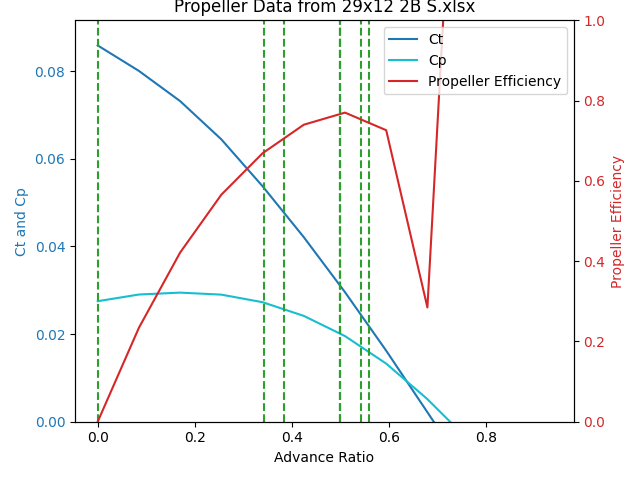 Propeller Data from 29x12 2B S.xlsx
Ct
Cp
Propeller Efficiency
Ct and Cp
0.08
0.06
0.04
0.02
0.00
1.0
0.8
0.6
0.4
0.2
0.0
Propeller Efficiency
0.0 0.2 0.4 0.6 0.8
Advance Ratio